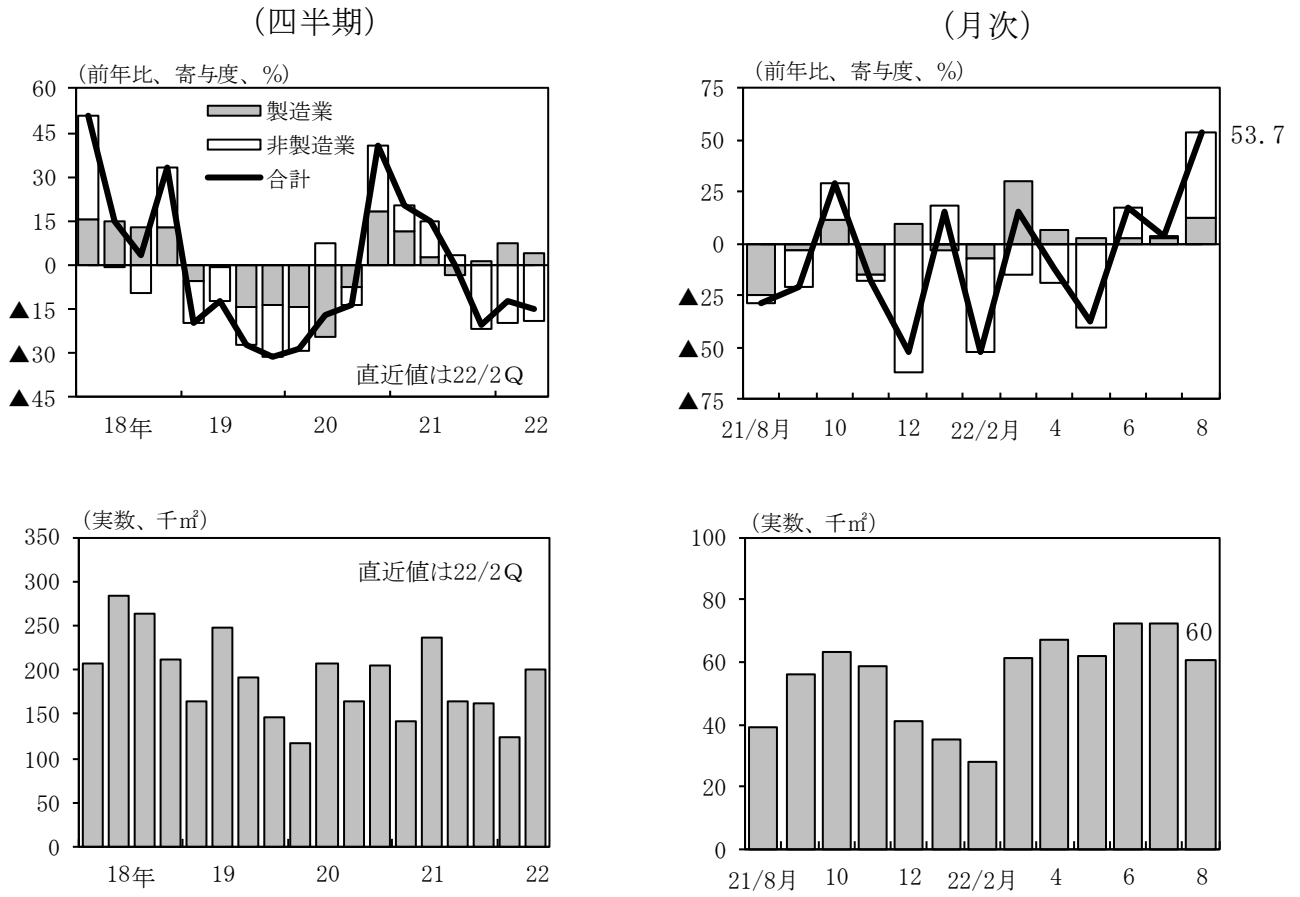 (四半期)
(前年比、寄与度、%)
60
45
30
15
0
▲15
▲30
▲45
製造業
非製造業
合計
直近値は22/2Q
18年 19 20 21 22
(月次)
(前年比、寄与度、%)
75
50
25
0
▲25
▲50
▲75
53.7
21/8月 10 12 22/2月 4 6 8
(実数、千㎡)
350
300
250
200
150
100
50
0
直近値は22/2Q
18年 19 20 21 22
(実数、千㎡)
100
80
60
40
20
0
60
21/8月 10 12 22/2月 4 6 8